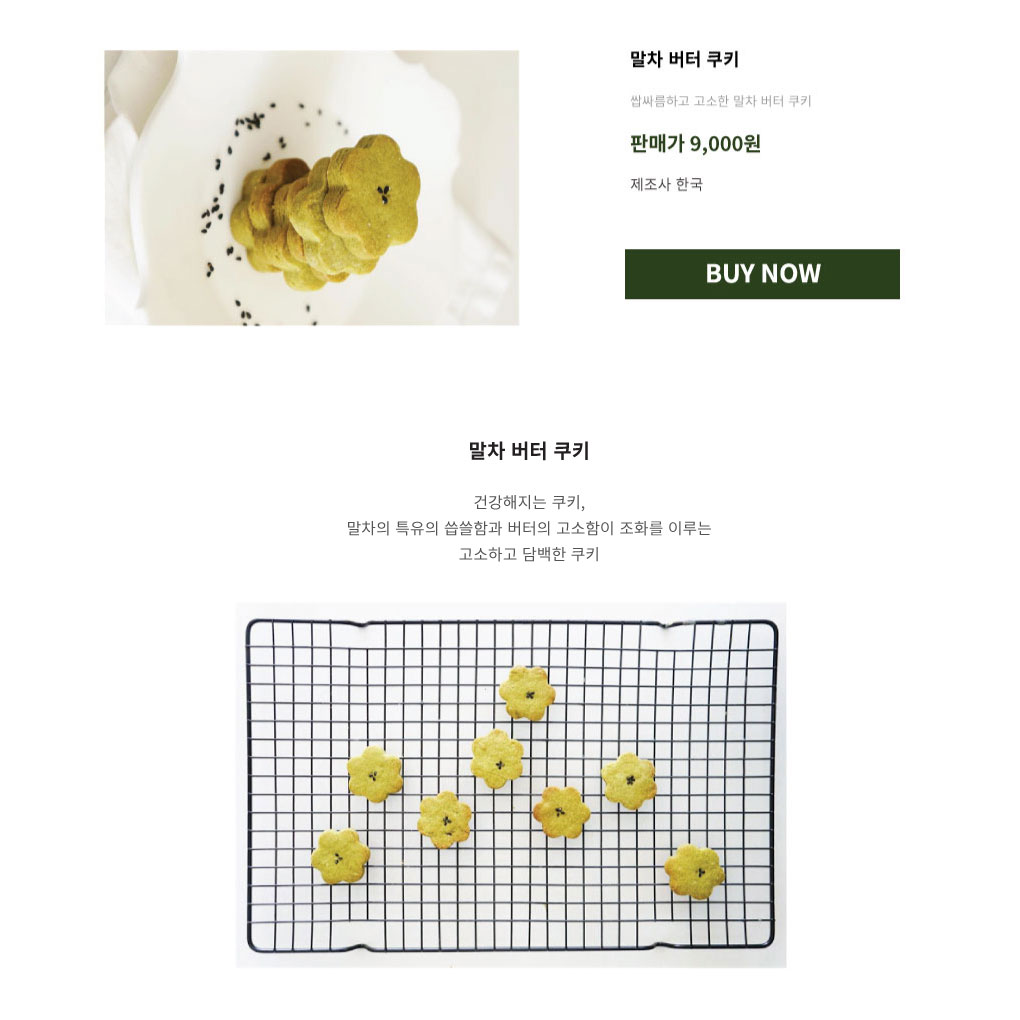 말차 버터 쿠키
쌉싸름하고 고소한 말차 버터 쿠키
판매가 9,000원
제조사 한국
BUY NOW
말차 버터 쿠키
건강해지는 쿠키,
말차의 특유의 씁쓸함과 버터의 고소함이 조화를 이루는
고소하고 담백한 쿠키